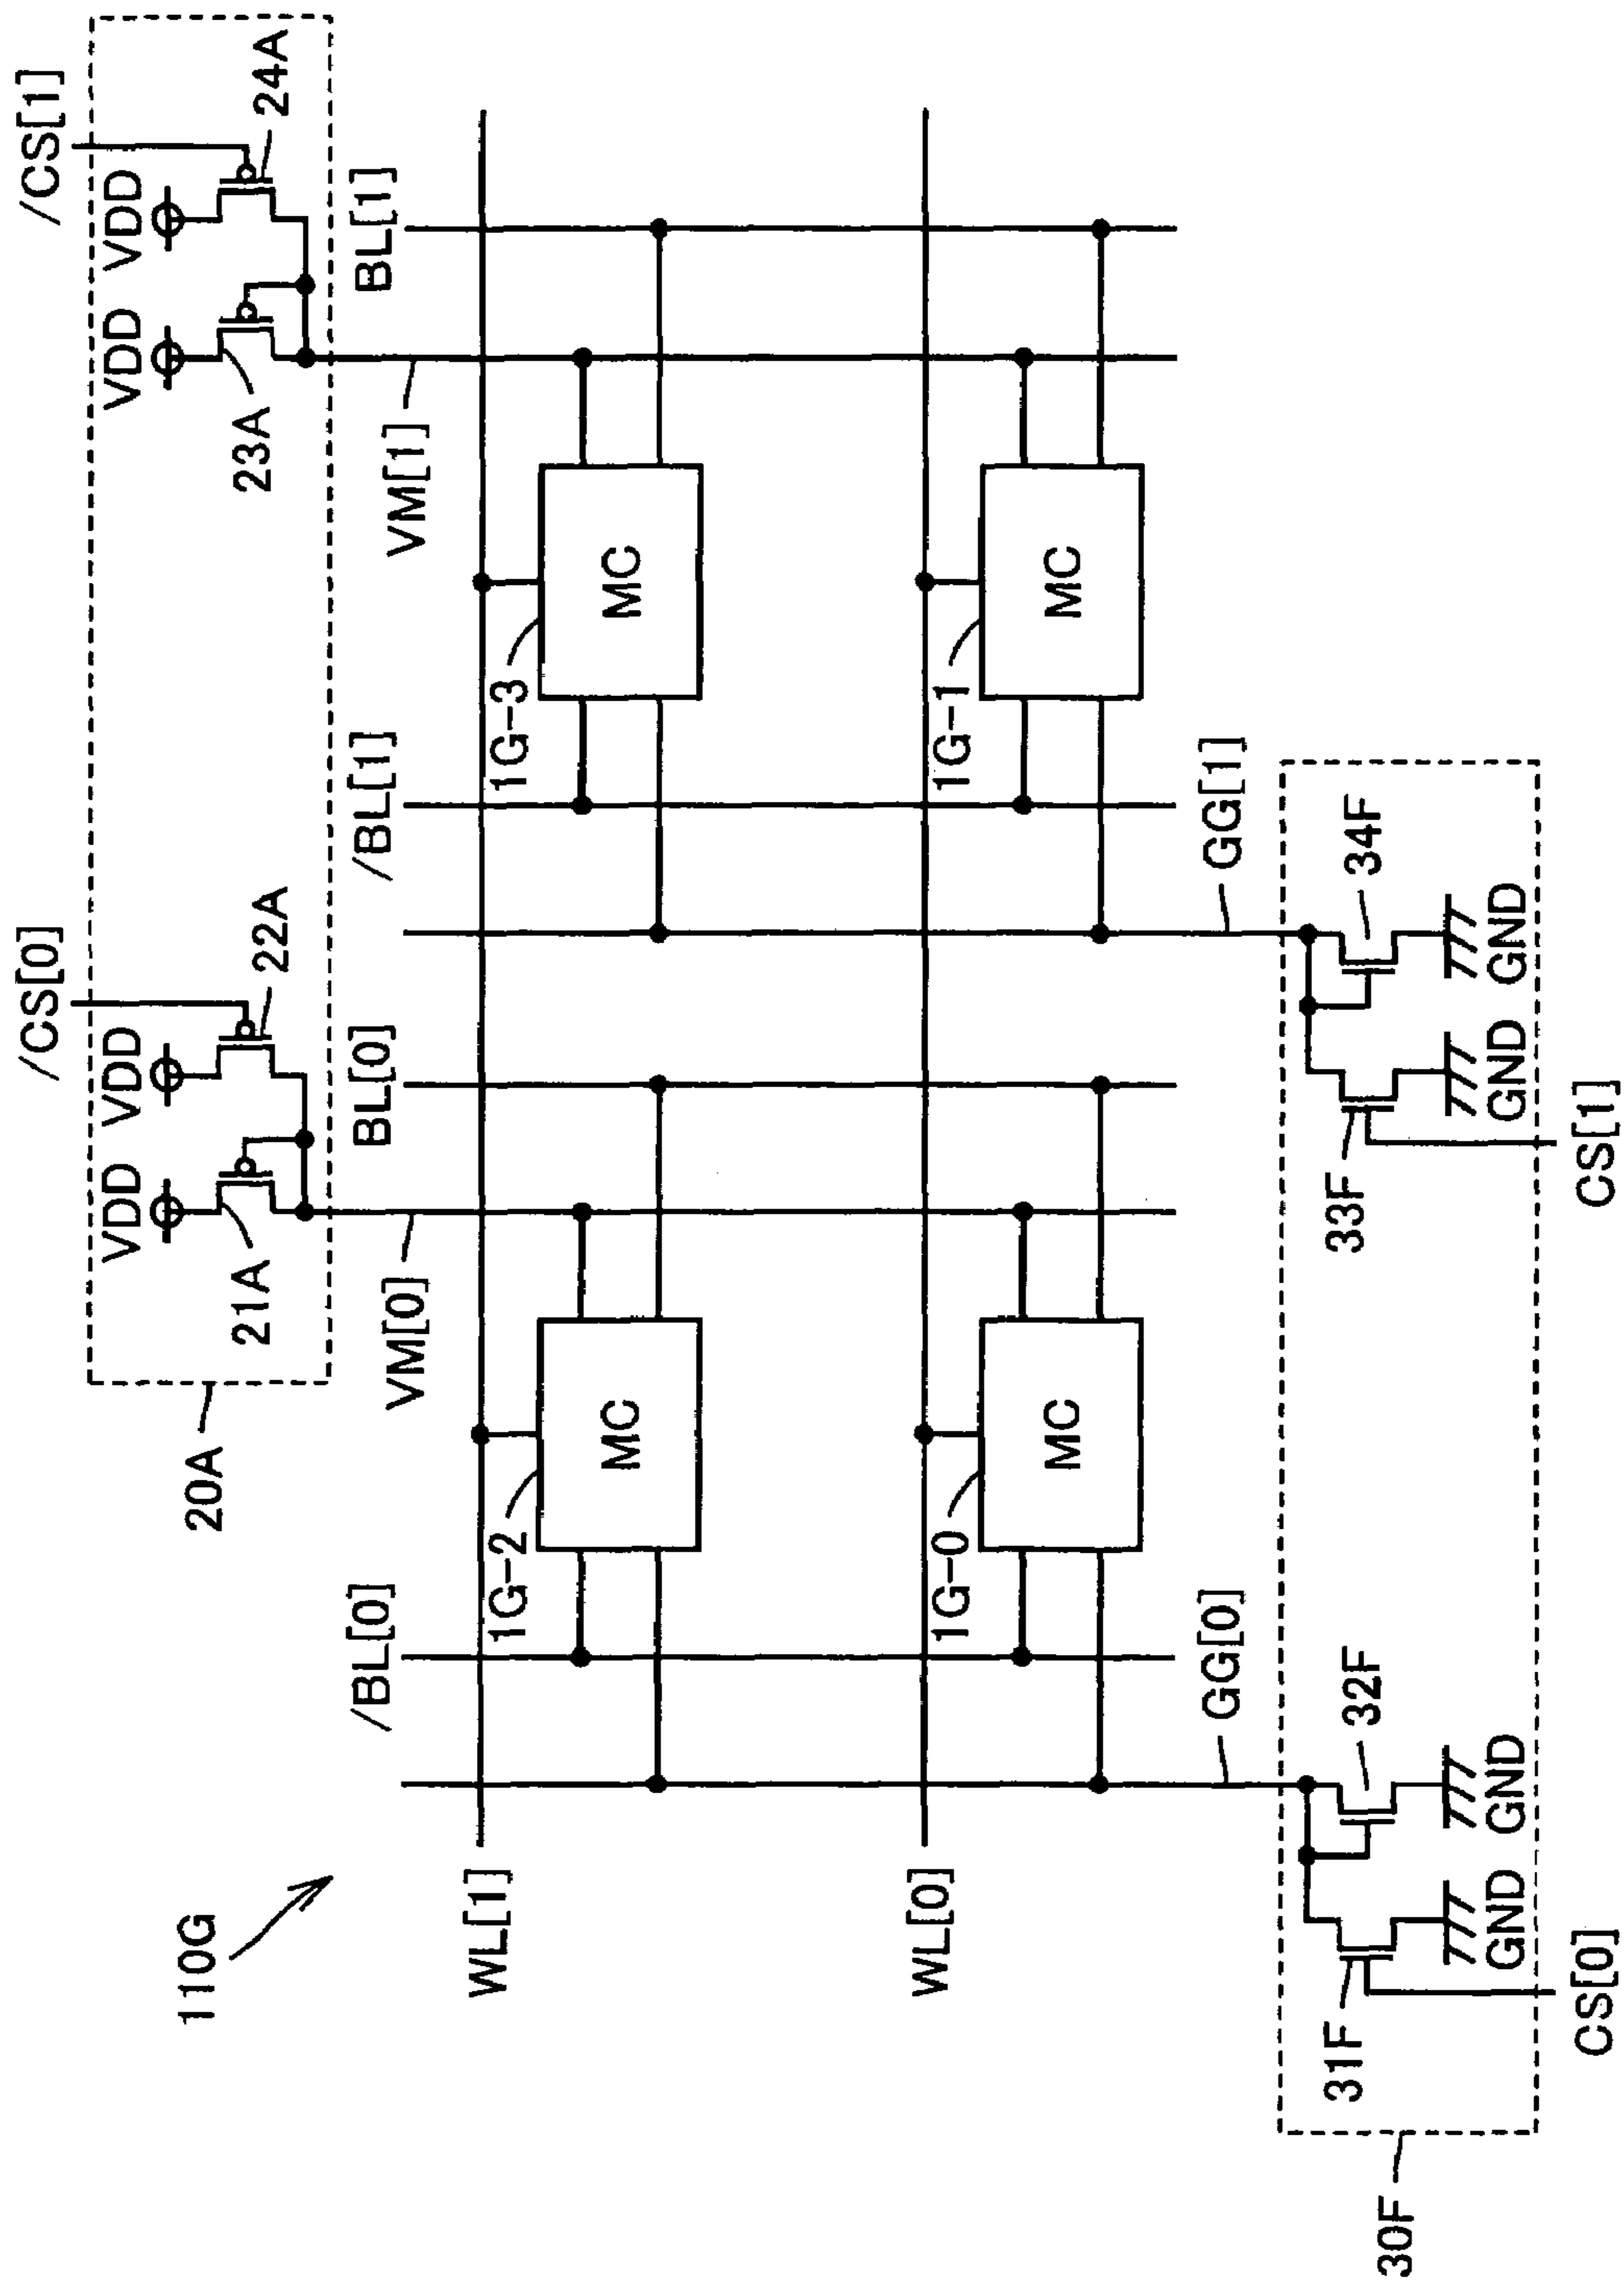 110G
20A
/CS[0]
/CS[1]
VDD
VDD
VDD
VDD
21A
22A
23A
24A
/BL[0]
VM[0]
BL[0]
/BL[1]
VM[1]
BL[1]
WL[1]
1G-2
MC
1G-3
MC
WL[0]
1G-0
MC
1G-1
MC
GG[0]
GG[1]
31F
32F
33F
34F
GND
GND
GND
GND
30F
CS[0]
CS[1]